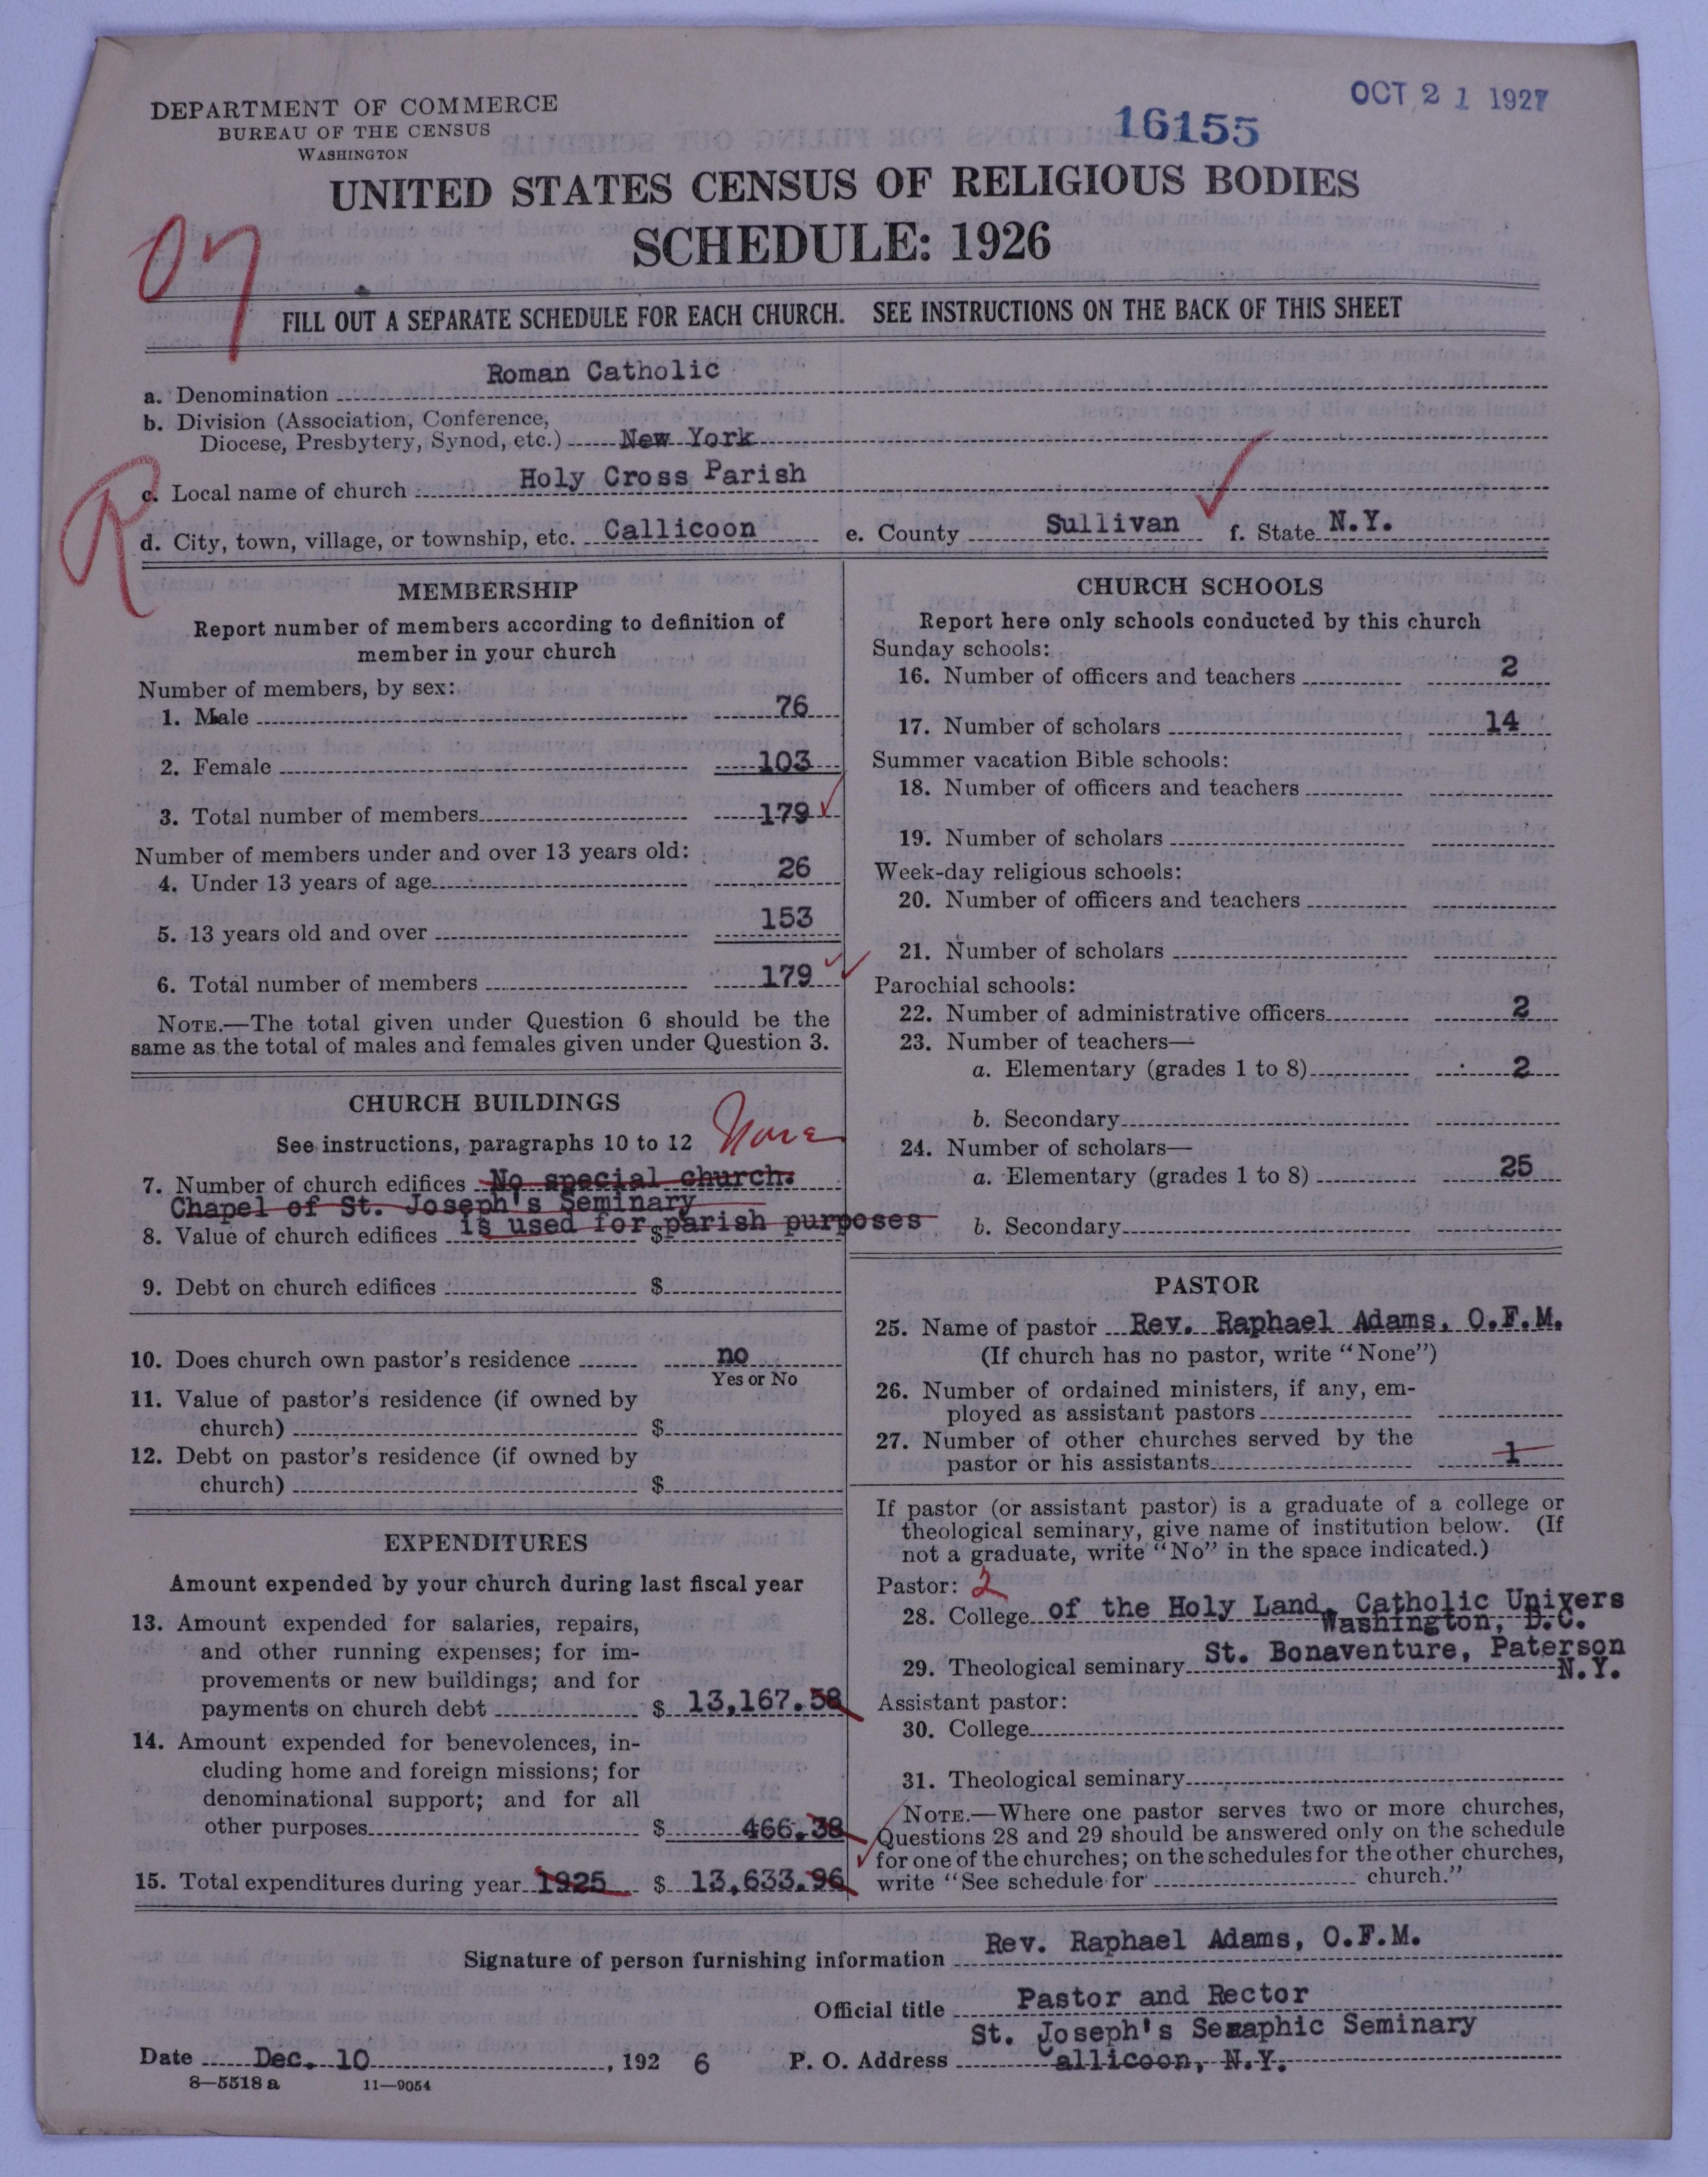 OCT 21 1927
16155
DEPARTMENT OF COMMERCE
BUREAU OF THE CENSUS
WASHINGTON
UNITED STATES CENSUS OF RELIGIOUS BODIES
SCHEDULE: 1926
FILL OUT A SEPARATE SCHEDULE FOR EACH CHURCH. SEE INSTRUCTIONS ON THE BACK OF THIS SHEET
a. Denomination Roman Catholic
b. Division (Association, Conference,
Diocese, Presbytery, Synod, etc.) New York
R
c. Local name of church Holy Cross Parish
d. City, town, village, or township, etc. Callicoon e. County Sullivan f. State N.Y.
MEMBERSHIP
Report number of members according to definition of
member in your church
Number of members, by sex:
1. Male 76
2. Female 103
3. Total number of members 179
Number of members under and over 13 years old:
4. Under 13 years of age 26
5. 13 years old and over 153
6. Total number of members 179
NOTE.—The total given under Question 6 should be the
same as the total of males and females given under Question 3.
CHURCH BUILDINGS
See instructions, paragraphs 10 to 12 None
7. Number of church edifices No special church.
Chapel of St. Joseph's Seminary
8. Value of church edifices is used for $ parish purposes
9. Debt on church edifices $
10. Does church own pastor's residence no
Yes or No
11. Value of pastor's residence (if owned by
church) $
12. Debt on pastor's residence (if owned by
church) $
EXPENDITURES
Amount expended by your church during last fiscal year
13. Amount expended for salaries, repairs,
and other running expenses; for im-
provements or new buildings; and for
payments on church debt $ 13,167.58
14. Amount expended for benevolences, in-
cluding home and foreign missions; for
denominational support; and for all
other purposes $ 466.38
15. Total expenditures during year 1925 $ 13,633.96
CHURCH SCHOOLS
Report here only schools conducted by this church
Sunday schools:
16. Number of officers and teachers 2
17. Number of scholars 14
Summer vacation Bible schools:
18. Number of officers and teachers
19. Number of scholars
Week-day religious schools:
20. Number of officers and teachers
21. Number of scholars
Parochial schools:
22. Number of administrative officers 2
23. Number of teachers—
a. Elementary (grades 1 to 8) 2
b. Secondary
24. Number of scholars—
a. Elementary (grades 1 to 8) 25
b. Secondary
PASTOR
25. Name of pastor Rev. Raphael Adams, O.F.M.
(If church has no pastor, write "None")
26. Number of ordained ministers, if any, em-
ployed as assistant pastors
27. Number of other churches served by the
pastor or his assistants 1
If pastor (or assistant pastor) is a graduate of a college or
theological seminary, give name of institution below. (If
not a graduate, write "No" in the space indicated.)
Pastor: 2
28. College of the Holy Land, Catholic Univers
Washington, D.C.
St. Bonaventure, Paterson
29. Theological seminary N.Y.
Assistant pastor:
30. College
31. Theological seminary
NOTE.—Where one pastor serves two or more churches,
Questions 28 and 29 should be answered only on the schedule
for one of the churches; on the schedules for the other churches,
write "See schedule for church."
Signature of person furnishing information Rev. Raphael Adams, O.F.M.
Official title Pastor and Rector
St. Joseph's Seraphic Seminary
Date Dec. 10, 192 6 P. O. Address Callicoon, N.Y.
8—5518 a 11—9054